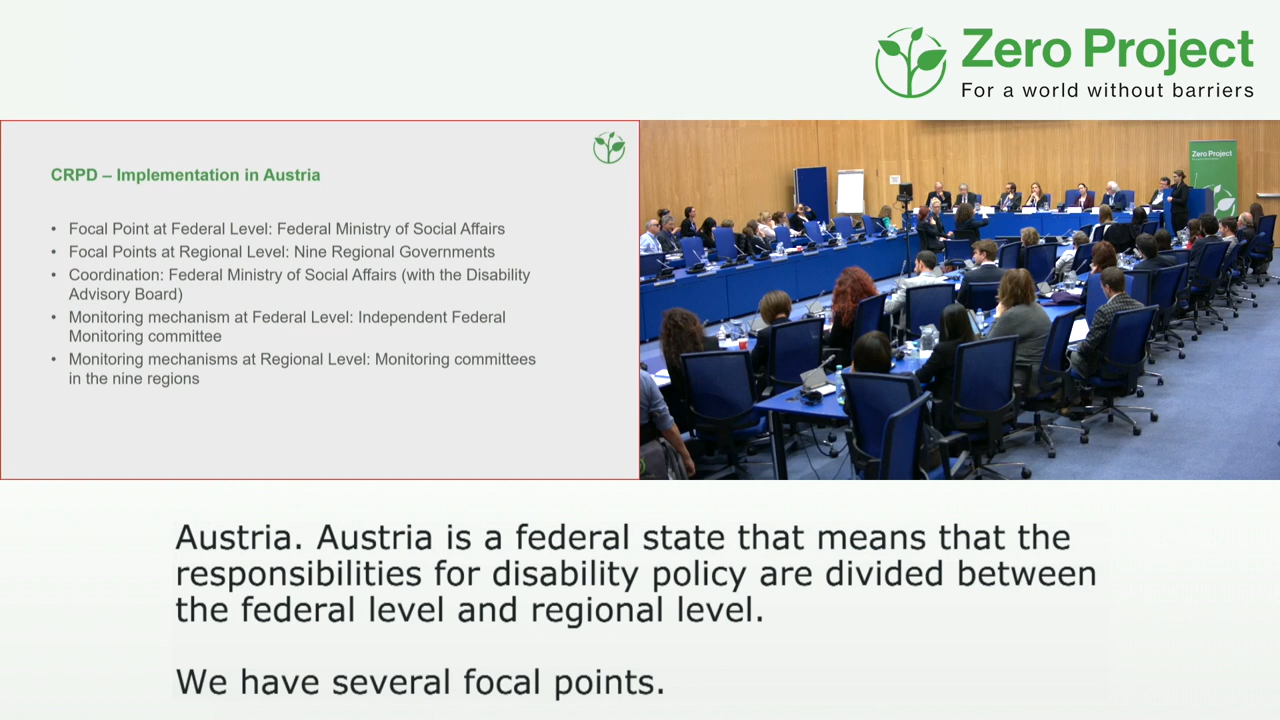 Zero Project
For a world without barriers
CRPD – Implementation in Austria
• Focal Point at Federal Level: Federal Ministry of Social Affairs
• Focal Points at Regional Level: Nine Regional Governments
• Coordination: Federal Ministry of Social Affairs (with the Disability
Advisory Board)
• Monitoring mechanism at Federal Level: Independent Federal
Monitoring committee
• Monitoring mechanisms at Regional Level: Monitoring committees
in the nine regions
Zero Project
Austria. Austria is a federal state that means that the
responsibilities for disability policy are divided between
the federal level and regional level.
We have several focal points.